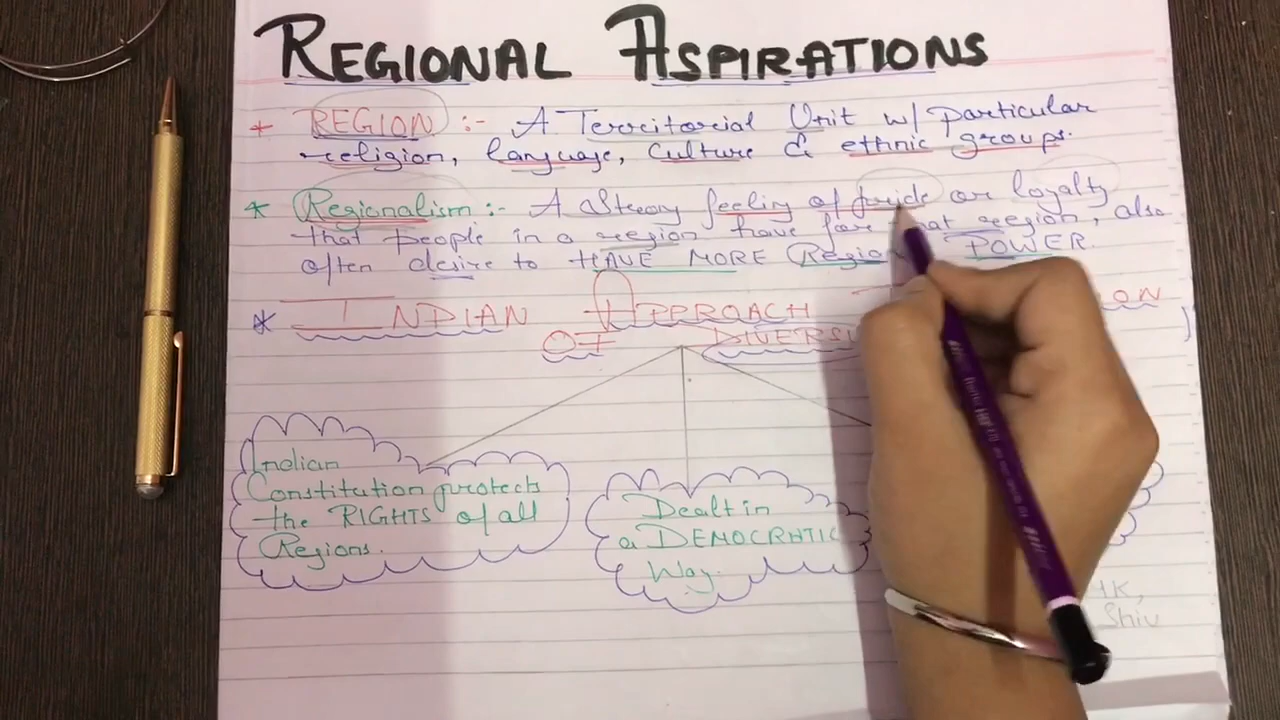 REGIONAL ASPIRATIONS
* REGION :- A Territorial Unit w/ particular
religion, language, culture & ethnic groups.
* Regionalism :- A Strong feeling of pride or loyalty
that people in a region have for that region, also
often desire to HAVE MORE POWER.
* INDIAN APPROACH
OF DIVERS
Indian
Constitution protects
the RIGHTS of all
Regions.
Dealt in
a DEMOCRATIC
Way.
Shiv